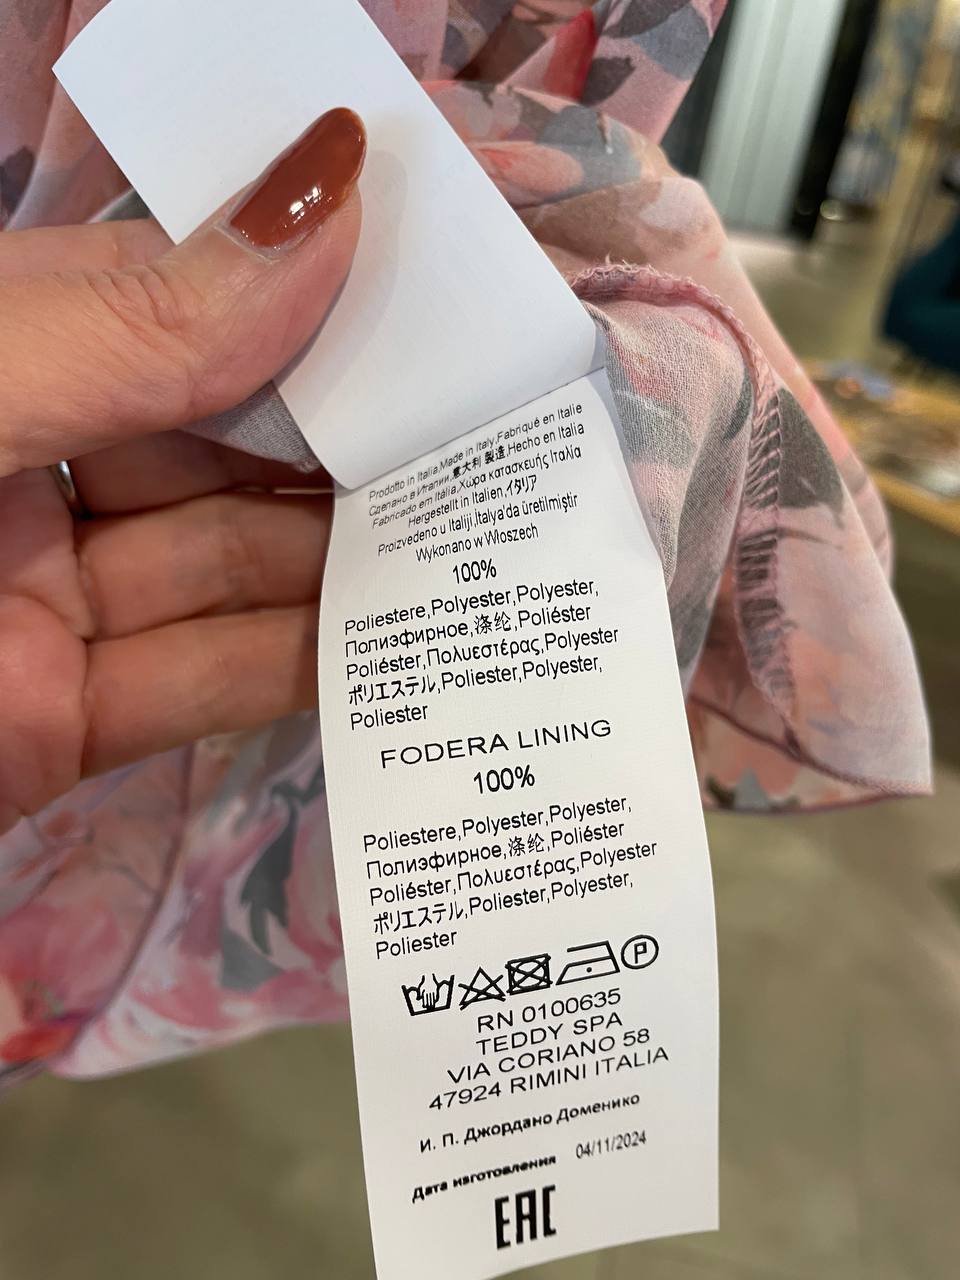 Prodotto in Italia,Made in Italy,Fabriqué en Italie
Сделано в Италии,意大利 製造,Hecho en Italia
Fabricado em Itália,Χώρα κατασκευής Ιταλία
Hergestellt in Italien,イタリア
Proizvedeno u Italiji,İtalya'da üretilmiştir
Wykonano w Włoszech
100%
Poliestere,Polyester,Polyester,
Полиэфирное,涤纶,Poliéster
Poliéster,Πολυεστέρας,Polyester
ポリエステル,Poliester,Polyester,
Poliester
FODERA LINING
100%
Poliestere,Polyester,Polyester,
Полиэфирное,涤纶,Poliéster
Poliéster,Πολυεστέρας,Polyester
ポリエステル,Poliester,Polyester,
Poliester
P
RN 0100635
TEDDY SPA
VIA CORIANO 58
47924 RIMINI ITALIA
И. П. Джордано Доменико
Дата изготовления 04/11/2024
EAC